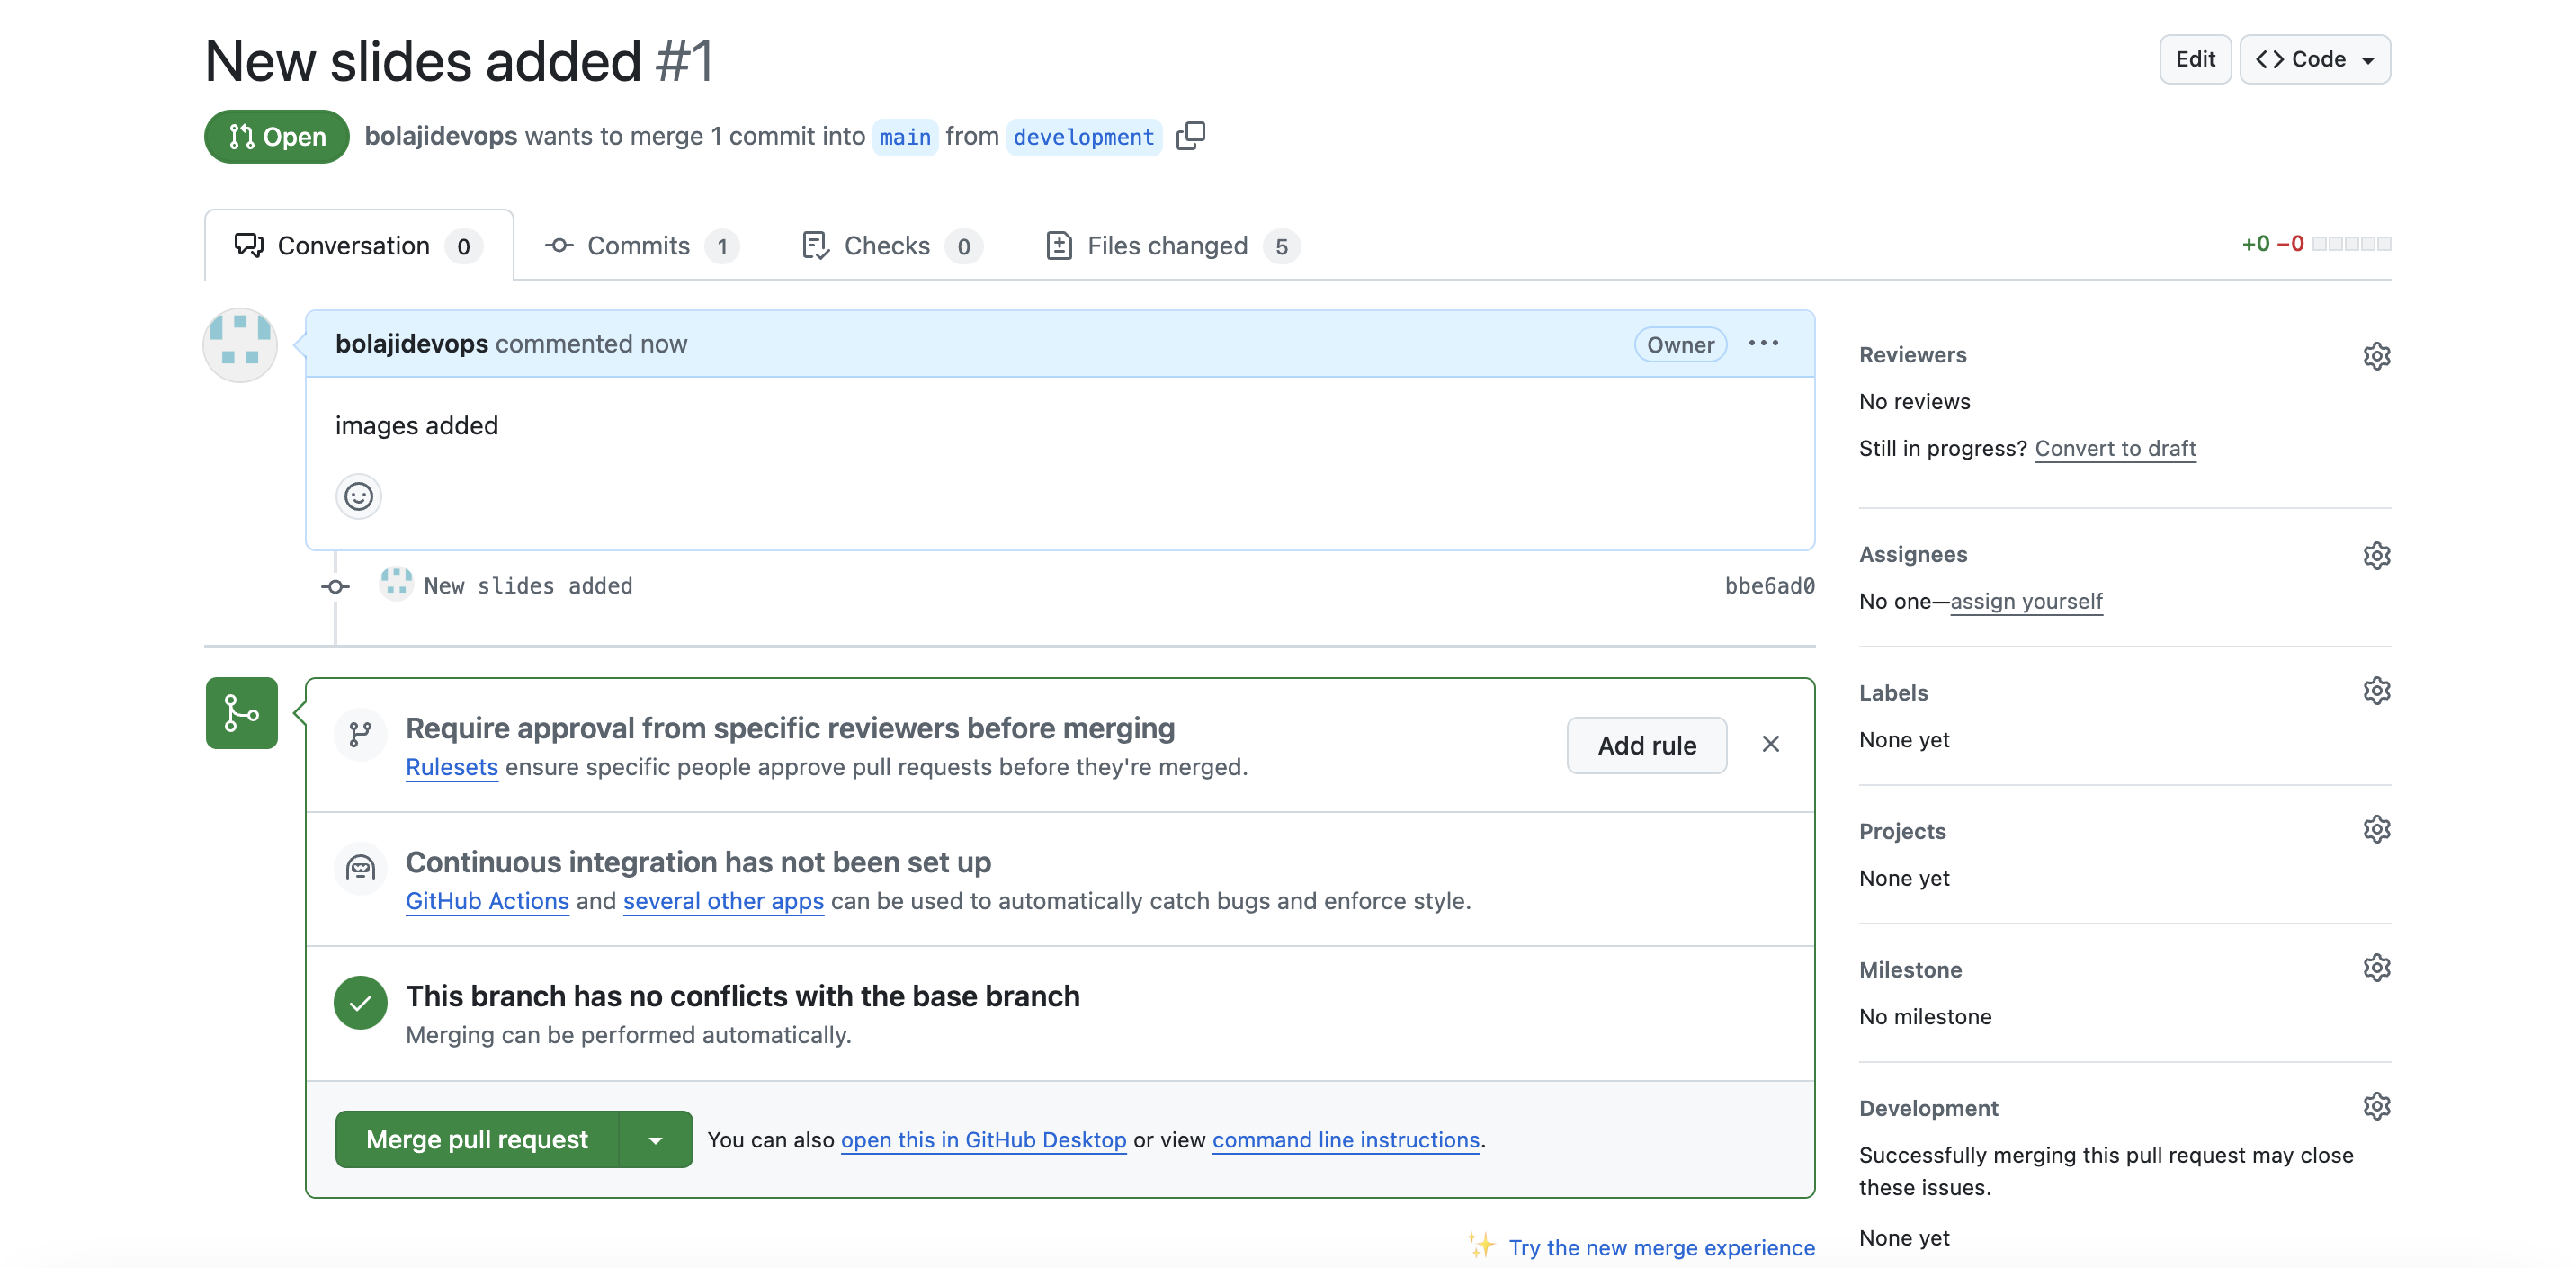 New slides added #1
Edit
Code
Open
bolajidevops wants to merge 1 commit into main from development
Conversation 0
Commits 1
Checks 0
Files changed 5
+0 −0
bolajidevops commented now
Owner
images added
New slides added
bbe6ad0
Require approval from specific reviewers before merging
Rulesets ensure specific people approve pull requests before they're merged.
Add rule
Continuous integration has not been set up
GitHub Actions and several other apps can be used to automatically catch bugs and enforce style.
This branch has no conflicts with the base branch
Merging can be performed automatically.
Merge pull request
You can also open this in GitHub Desktop or view command line instructions.
Try the new merge experience
Reviewers
No reviews
Still in progress? Convert to draft
Assignees
No one—assign yourself
Labels
None yet
Projects
None yet
Milestone
No milestone
Development
Successfully merging this pull request may close
these issues.
None yet